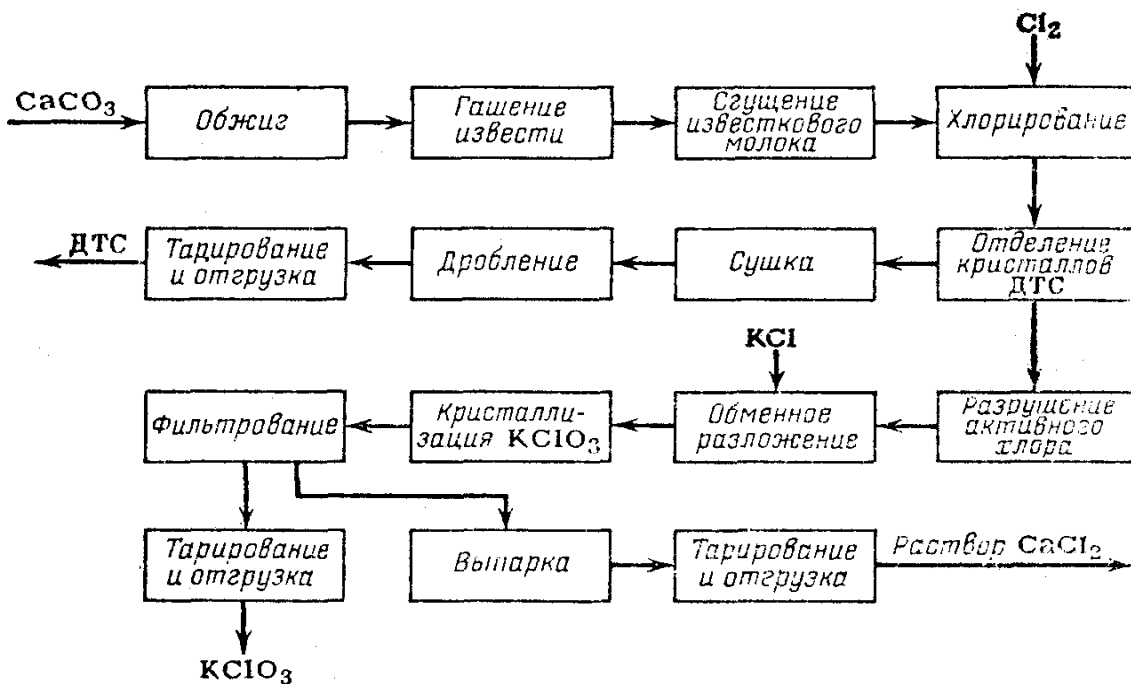 Cl₂
CaCO₃
Обжиг
Гашение
извести
Сгущение
известкового
молока
Хлорирование
ДТС
Тарирование
и отгрузка
Дробление
Сушка
Отделение
кристаллов
ДТС
KCl
Фильтрование
Кристалли-
зация KClO₃
Обменное
разложение
Разрушение
активного
хлора
Тарирование
и отгрузка
Выпарка
Тарирование
и отгрузка
Раствор CaCl₂
KClO₃